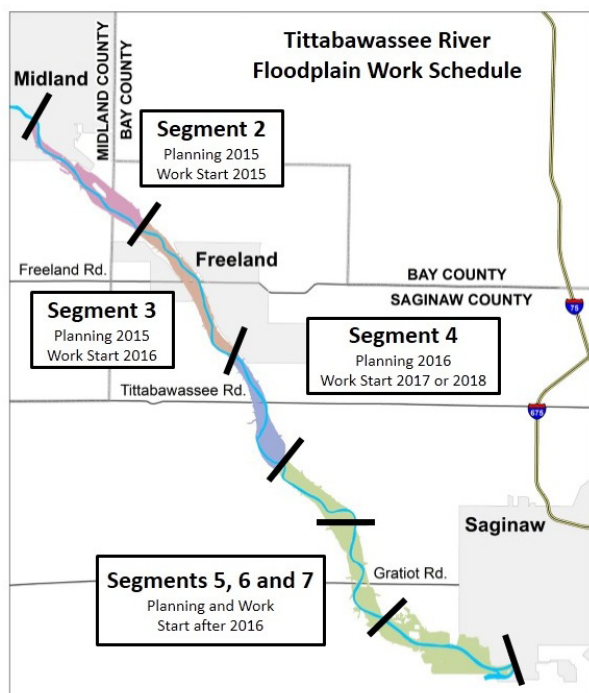 Tittabawassee River
Floodplain Work Schedule
Midland
MIDLAND COUNTY
BAY COUNTY
Segment 2
Planning 2015
Work Start 2015
Freeland
Freeland Rd.
BAY COUNTY
SAGINAW COUNTY
75
Segment 3
Planning 2015
Work Start 2016
Segment 4
Planning 2016
Work Start 2017 or 2018
Tittabawassee Rd.
675
Saginaw
Segments 5, 6 and 7
Planning and Work
Start after 2016
Gratiot Rd.